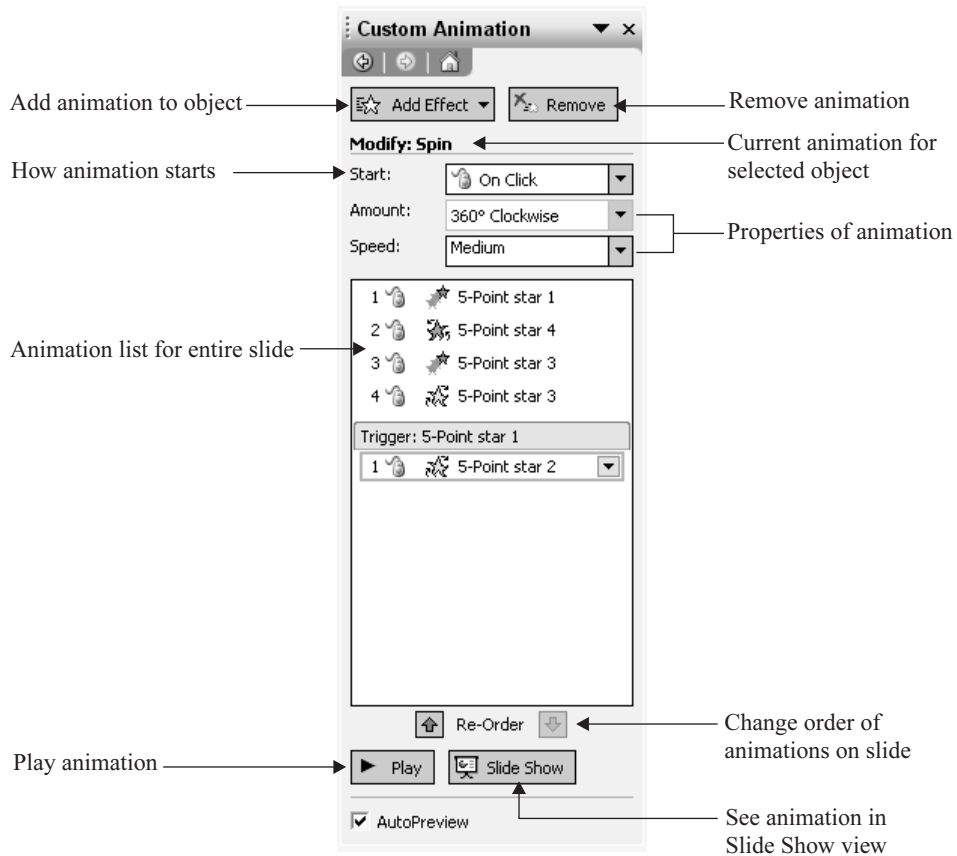 Custom Animation
Add animation to object
Add Effect
Remove
Remove animation
Modify: Spin
Current animation for
selected object
How animation starts
Start:
On Click
Amount:
360° Clockwise
Properties of animation
Speed:
Medium
1 5-Point star 1
2 5-Point star 4
Animation list for entire slide
3 5-Point star 3
4 5-Point star 3
Trigger: 5-Point star 1
1 5-Point star 2
Re-Order
Change order of
animations on slide
Play animation
Play
Slide Show
AutoPreview
See animation in
Slide Show view